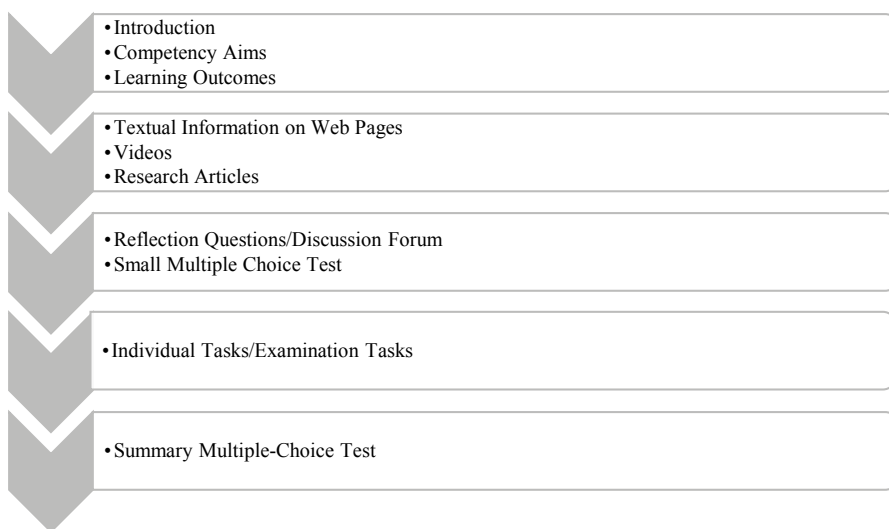 •Introduction
•Competency Aims
•Learning Outcomes
•Textual Information on Web Pages
•Videos
•Research Articles
•Reflection Questions/Discussion Forum
•Small Multiple Choice Test
•Individual Tasks/Examination Tasks
•Summary Multiple-Choice Test